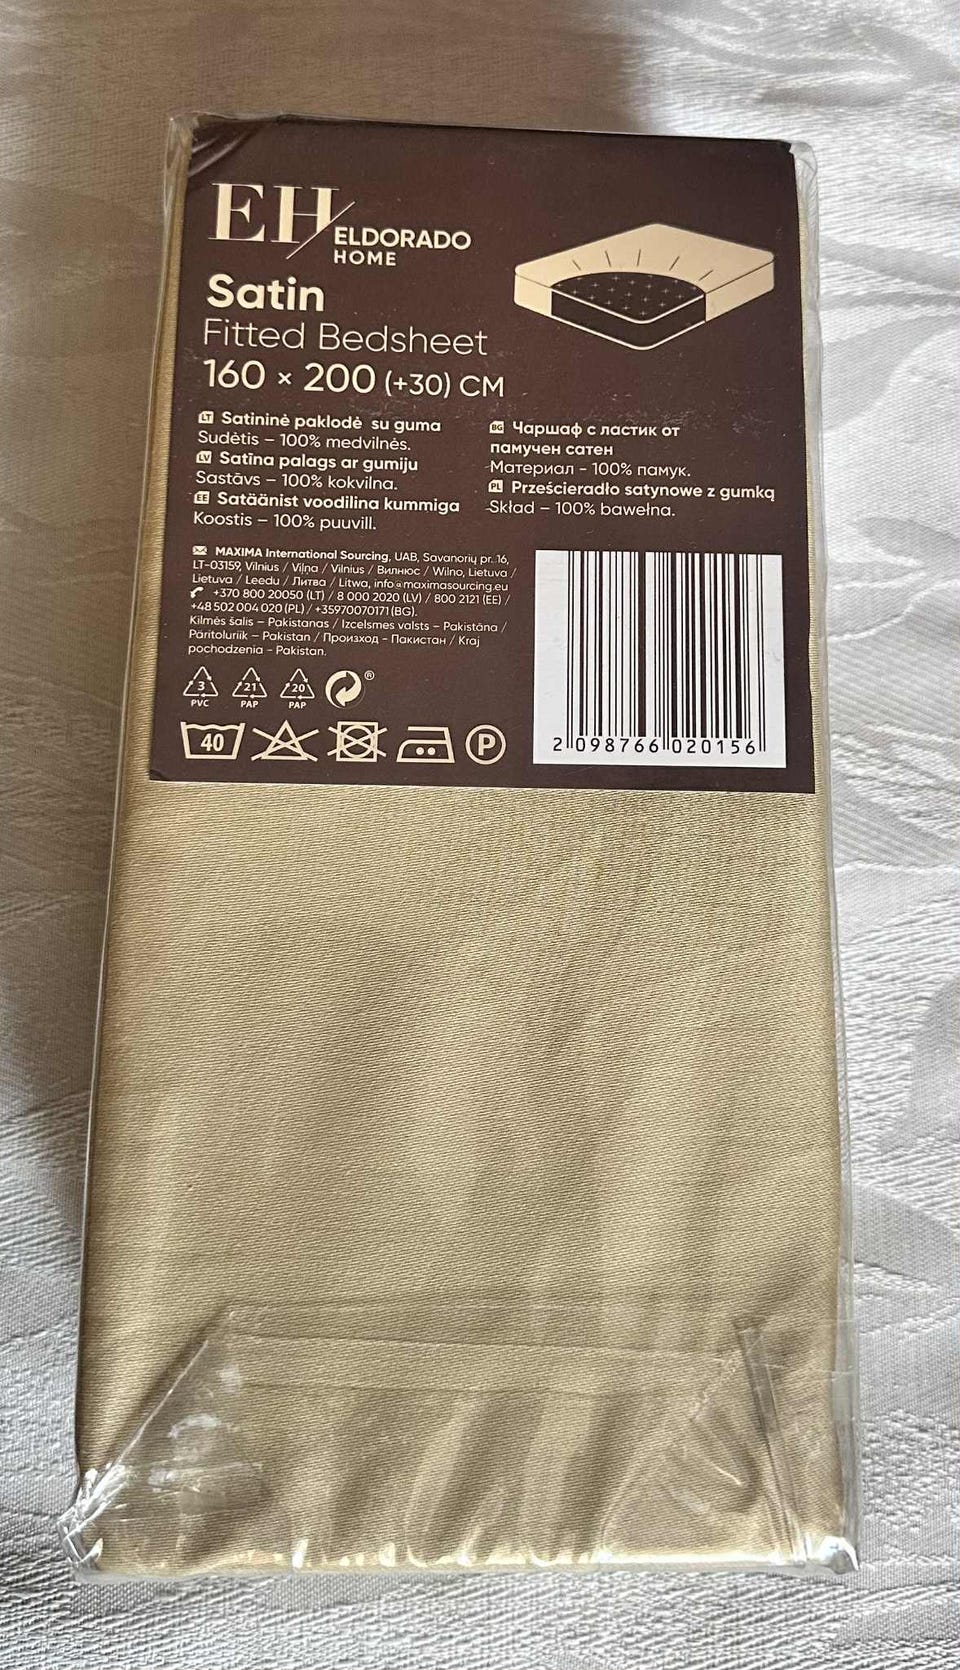 EH
ELDORADO
HOME
Satin
Fitted Bedsheet
160 × 200 (+30) CM
LT Satininė paklodė su guma
Sudėtis – 100% medvilnės.
LV Satīna palags ar gumiju
Sastāvs – 100% kokvilna.
EE Satäänist voodilina kummiga
Koostis – 100% puuvill.
BG Чаршаф с ластик от
памучен сатен
Материал - 100% памук.
PL Prześcieradło satynowe z gumką
Skład – 100% bawełna.
MAXIMA International Sourcing, UAB, Savanorių pr. 16,
LT-03159, Vilnius / Viļņa / Vilnius / Вилнюс / Wilno, Lietuva /
Lietuva / Leedu / Литва / Litwa, info@maximasourcing.eu
+370 800 20050 (LT) / 8 000 2020 (LV) / 800 2121 (EE) /
+48 502 004 020 (PL) / +35970070171 (BG).
Kilmės šalis – Pakistanas / Izcelsmes valsts – Pakistāna /
Päritoluriik – Pakistan / Произход - Пакистан / Kraj
pochodzenia - Pakistan.
3 21 20 ®
PVC PAP PAP
40 P
2 098766 020156